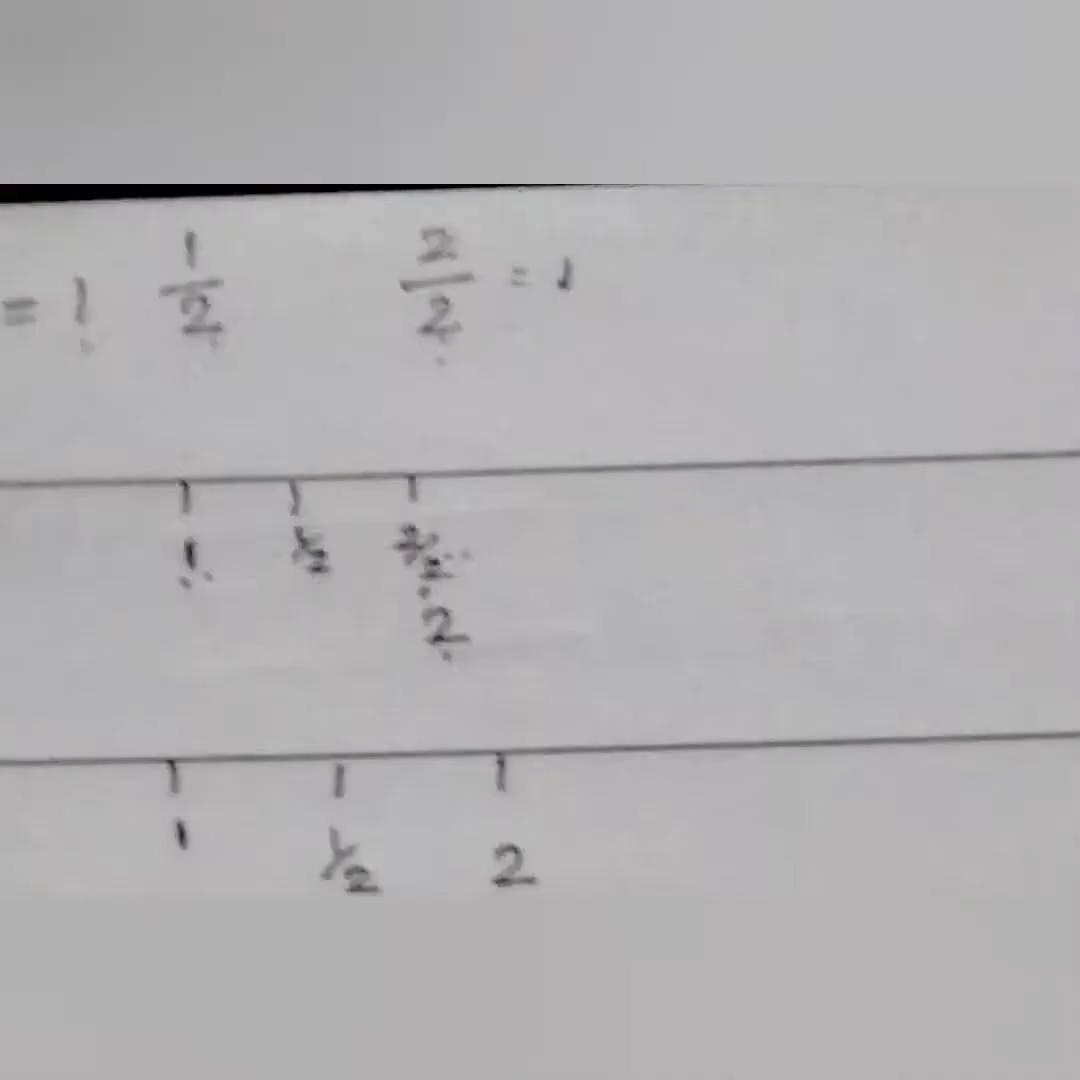 = 1 1/2 2/2 = 1
1 1/2 2/2
2
1 1/2 2